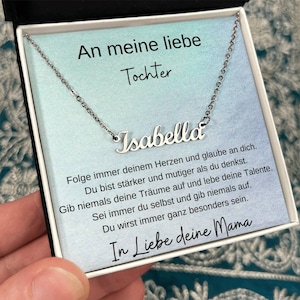 An meine liebe
Tochter
Isabella
Folge immer deinem Herzen und glaube an dich.
Du bist stärker und mutiger als du denkst.
Gib niemals deine Träume auf und lebe deine Talente.
Sei immer du selbst und gib niemals auf.
Du wirst immer ganz besonders sein.
In Liebe deine Mama